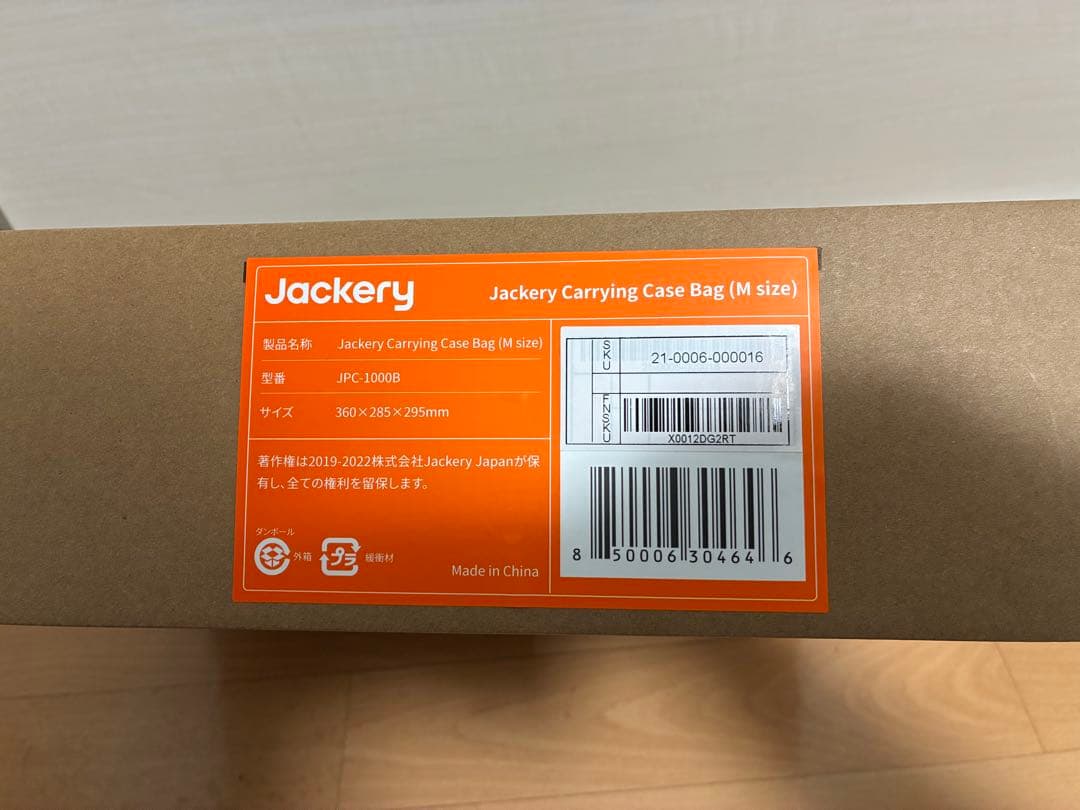 Jackery
Jackery Carrying Case Bag (M size)
製品名称 Jackery Carrying Case Bag (M size)
型番 JPC-1000B
サイズ 360×285×295mm
著作権は2019-2022株式会社Jackery Japanが保
有し、全ての権利を留保します。
ダンボール
外箱
プラ
緩衝材
Made in China
SKU 21-0006-000016
FNSKU
X0012DG2RT
8 50006 30464 6